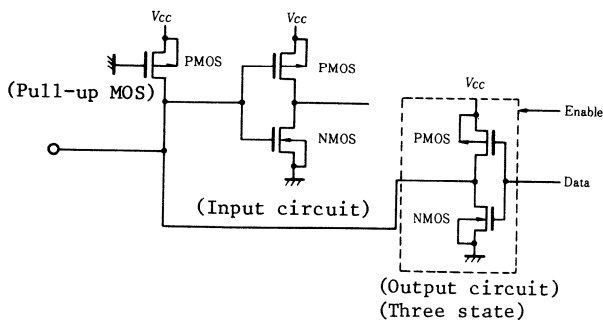 Vcc
Vcc
PMOS
PMOS
(Pull-up MOS)
Vcc
Enable
PMOS
NMOS
Data
(Input circuit)
NMOS
(Output circuit)
(Three state)